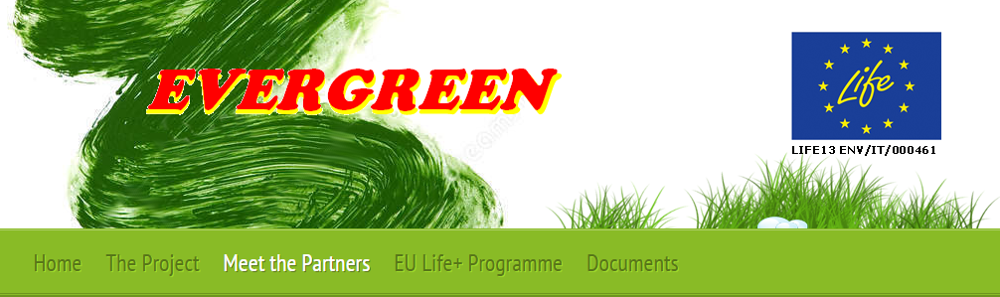 EVERGREEN
Life
LIFE13 ENV/IT/000461
Home The Project Meet the Partners EU Life+ Programme Documents